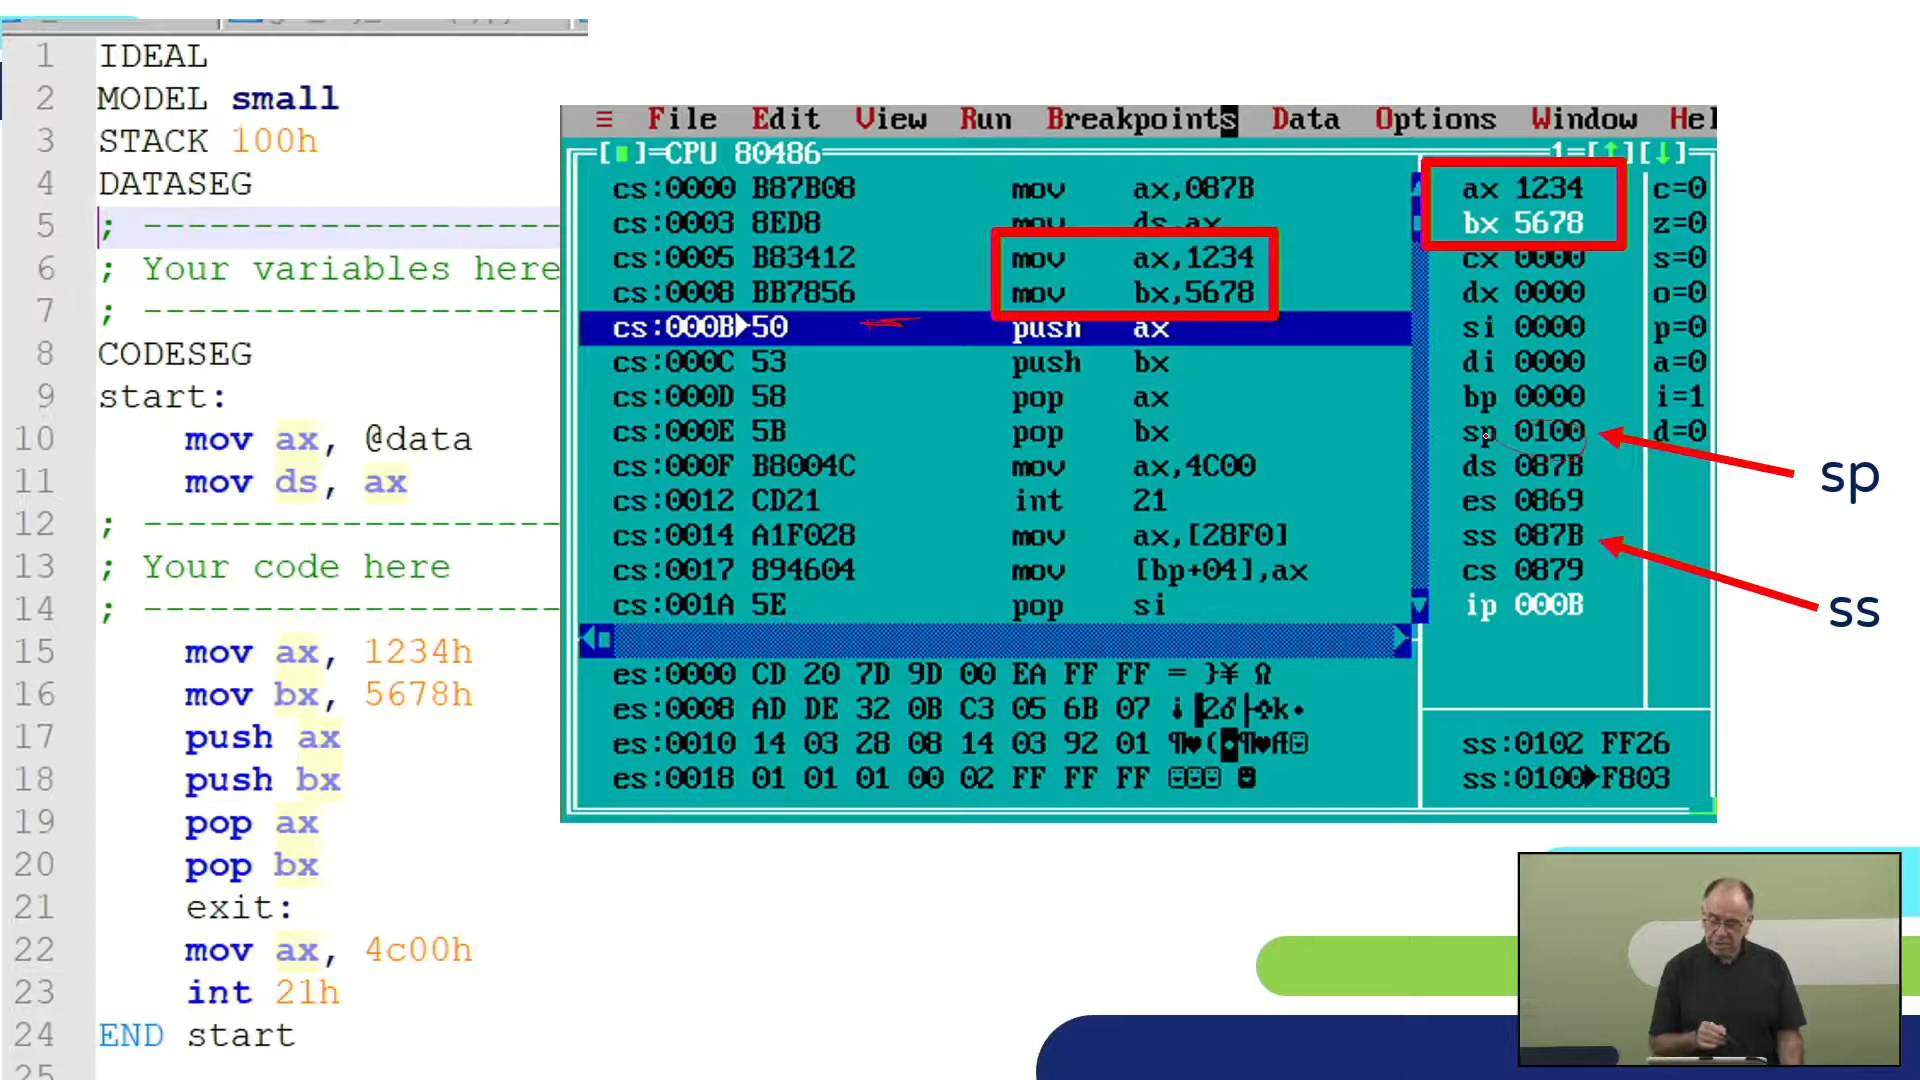 1 IDEAL
2 MODEL small
3 STACK 100h
4 DATASEG
5 ; -------------------
6 ; Your variables here
7 ; -------------------
8 CODESEG
9 start:
10 mov ax, @data
11 mov ds, ax
12 ; -------------------
13 ; Your code here
14 ; -------------------
15 mov ax, 1234h
16 mov bx, 5678h
17 push ax
18 push bx
19 pop ax
20 pop bx
21 exit:
22 mov ax, 4c00h
23 int 21h
24 END start
25
≡ File Edit View Run Breakpoints Data Options Window Hel
[■]=CPU 80486 1=[↑][↓]
cs:0000 B87B08 mov ax,087B
cs:0003 8ED8 mov ds,ax
cs:0005 B83412 mov ax,1234
cs:0008 BB7856 mov bx,5678
cs:000B►50 push ax
cs:000C 53 push bx
cs:000D 58 pop ax
cs:000E 5B pop bx
cs:000F B8004C mov ax,4C00
cs:0012 CD21 int 21
cs:0014 A1F028 mov ax,[28F0]
cs:0017 894604 mov [bp+04],ax
cs:001A 5E pop si
ax 1234 c=0
bx 5678 z=0
cx 0000 s=0
dx 0000 o=0
si 0000 p=0
di 0000 a=0
bp 0000 i=1
sp 0100 d=0
ds 087B
es 0869
ss 087B
cs 0879
ip 000B
es:0000 CD 20 7D 9D 00 EA FF FF = }¥ Ω
es:0008 AD DE 32 0B C3 05 6B 07
es:0010 14 03 28 08 14 03 92 01
es:0018 01 01 01 00 02 FF FF FF
ss:0102 FF26
ss:0100►F803
sp
ss